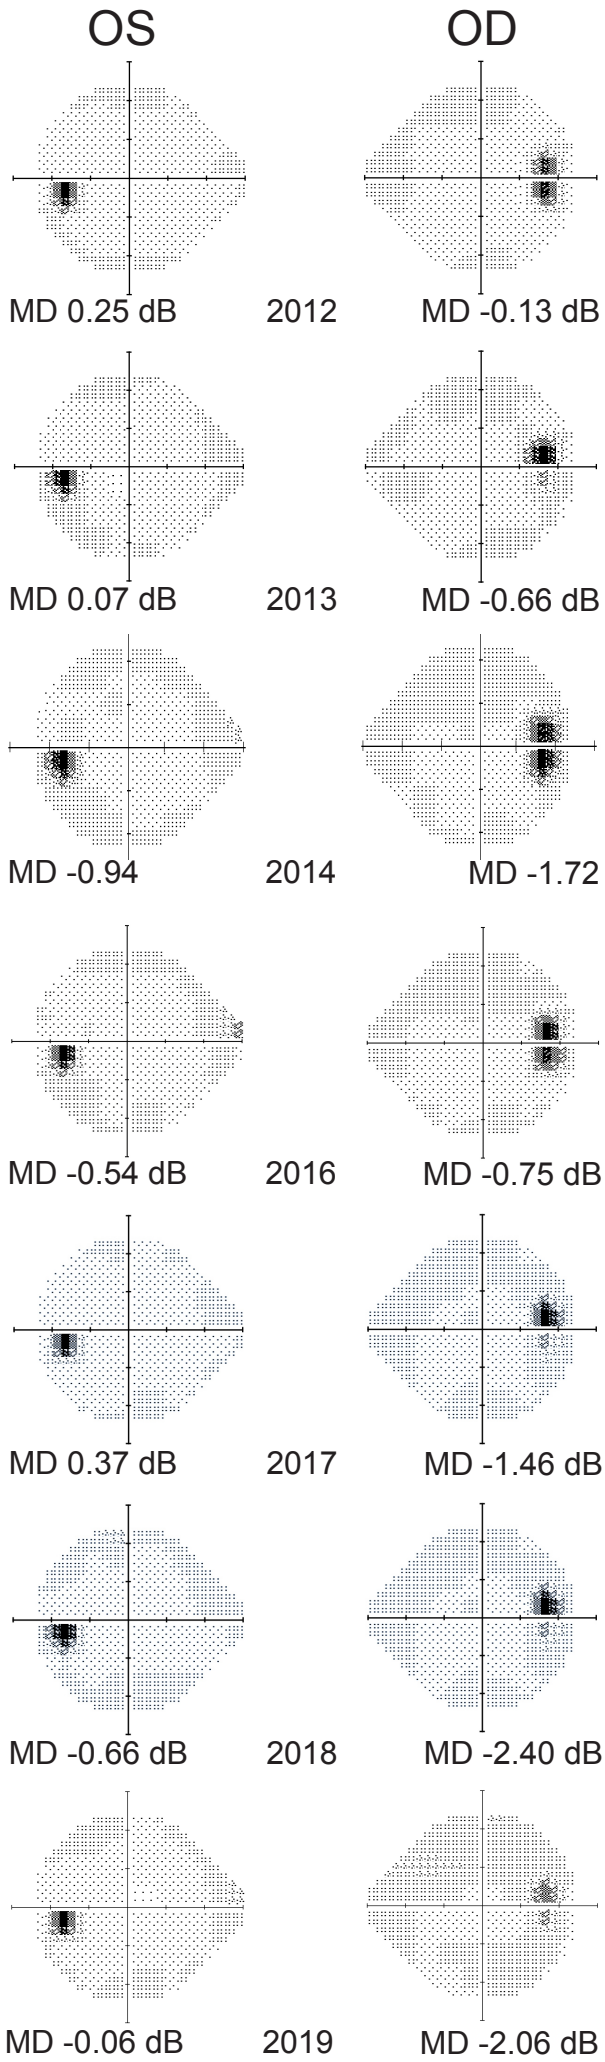 OS OD
MD 0.25 dB 2012 MD -0.13 dB
MD 0.07 dB 2013 MD -0.66 dB
MD -0.94 2014 MD -1.72
MD -0.54 dB 2016 MD -0.75 dB
MD 0.37 dB 2017 MD -1.46 dB
MD -0.66 dB 2018 MD -2.40 dB
MD -0.06 dB 2019 MD -2.06 dB